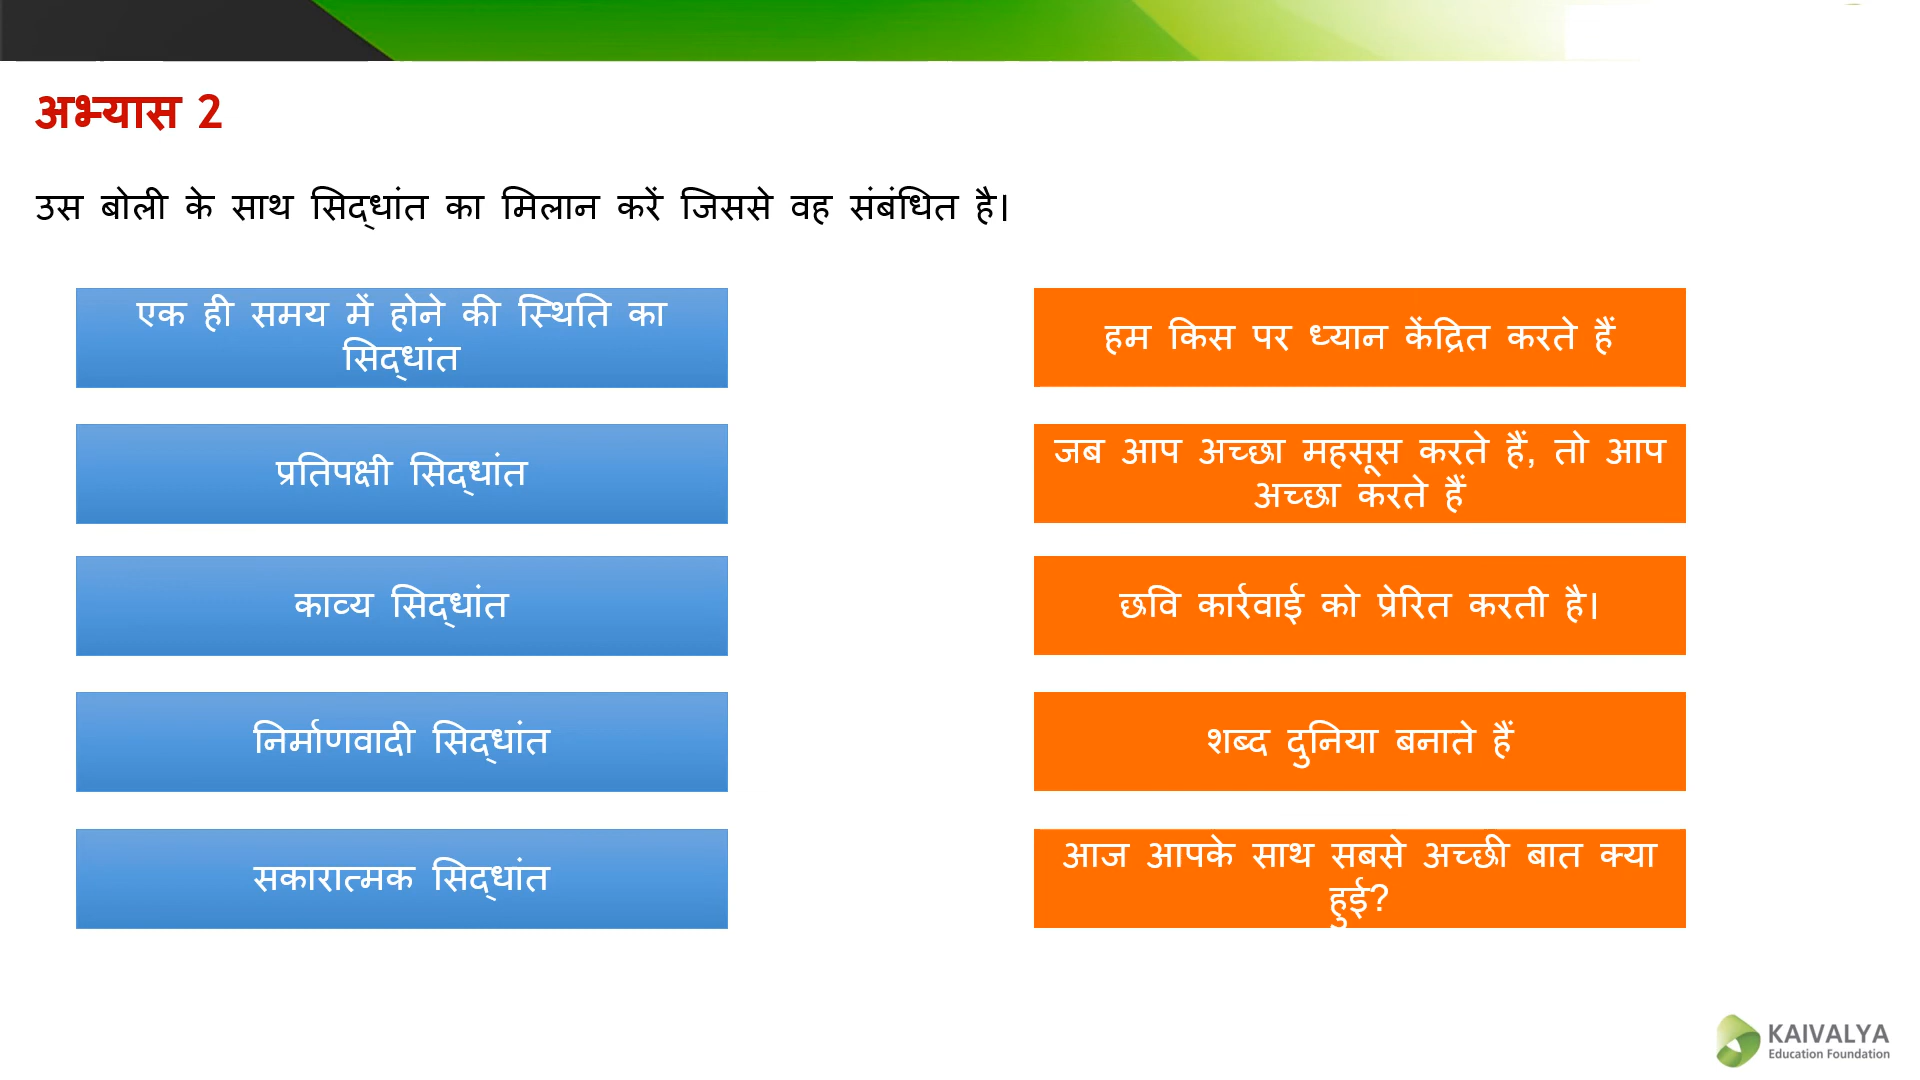 अभ्यास 2
उस बोली के साथ सिद्धांत का मिलान करें जिससे वह संबंधित है।
एक ही समय में होने की स्थिति का
सिद्धांत
हम किस पर ध्यान केंद्रित करते हैं
प्रतिपक्षी सिद्धांत
जब आप अच्छा महसूस करते हैं, तो आप
अच्छा करते हैं
काव्य सिद्धांत
छवि कार्रवाई को प्रेरित करती है।
निर्माणवादी सिद्धांत
शब्द दुनिया बनाते हैं
सकारात्मक सिद्धांत
आज आपके साथ सबसे अच्छी बात क्या
हुई?
KAIVALYA
Education Foundation